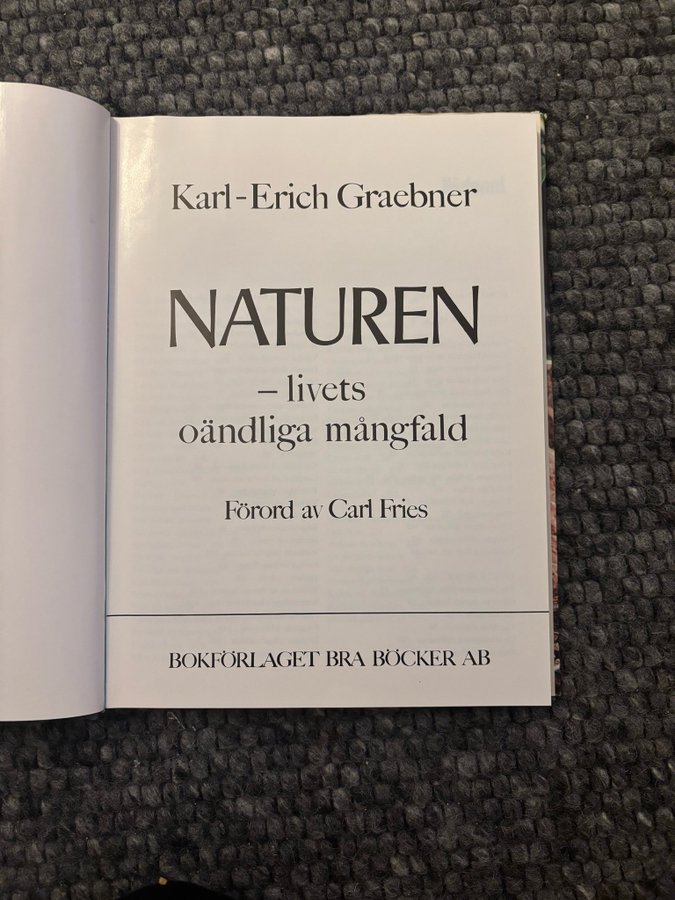 Karl-Erich Graebner
NATUREN
– livets
oändliga mångfald
Förord av Carl Fries
BOKFÖRLAGET BRA BÖCKER AB